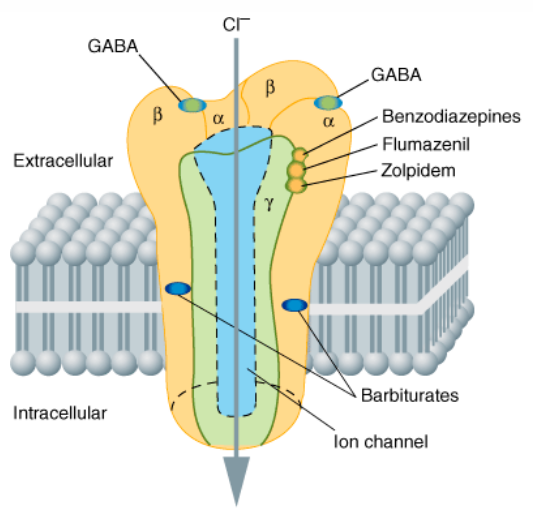 Cl⁻
GABA
GABA
β
β
α
α
Benzodiazepines
Flumazenil
Zolpidem
Extracellular
γ
Barbiturates
Intracellular
Ion channel